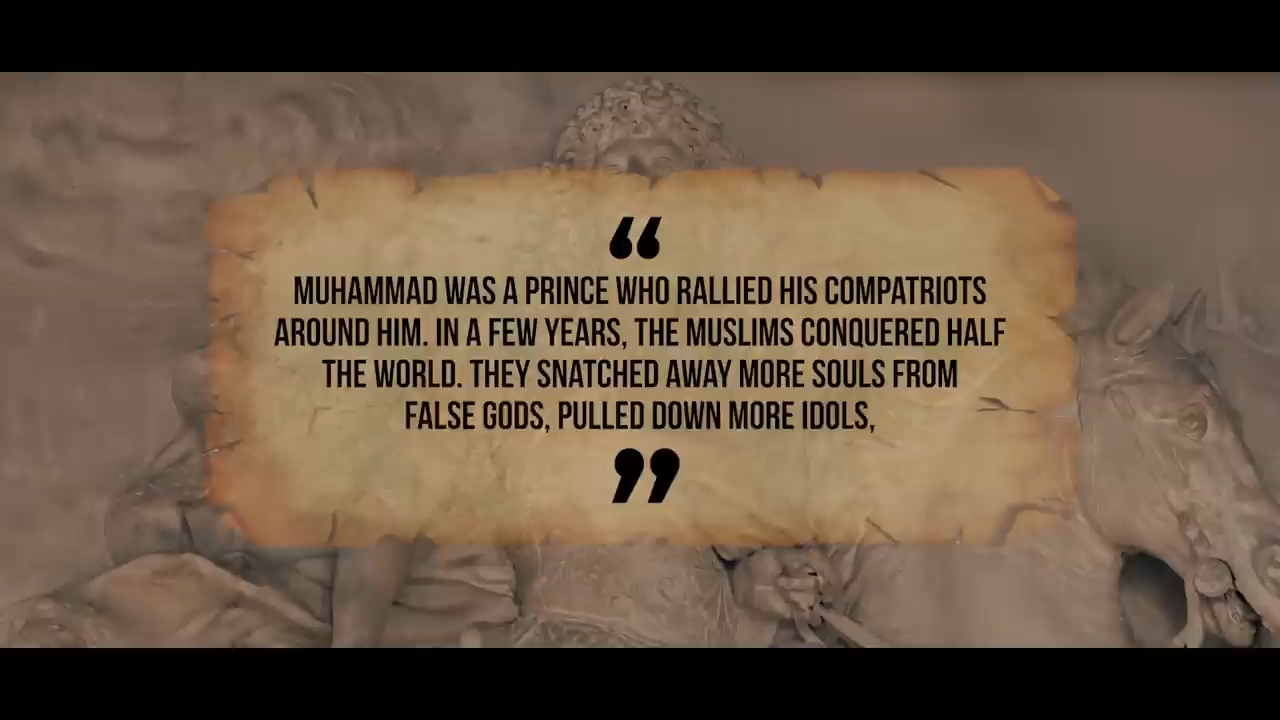 “
MUHAMMAD WAS A PRINCE WHO RALLIED HIS COMPATRIOTS
AROUND HIM. IN A FEW YEARS, THE MUSLIMS CONQUERED HALF
THE WORLD. THEY SNATCHED AWAY MORE SOULS FROM
FALSE GODS, PULLED DOWN MORE IDOLS,
”